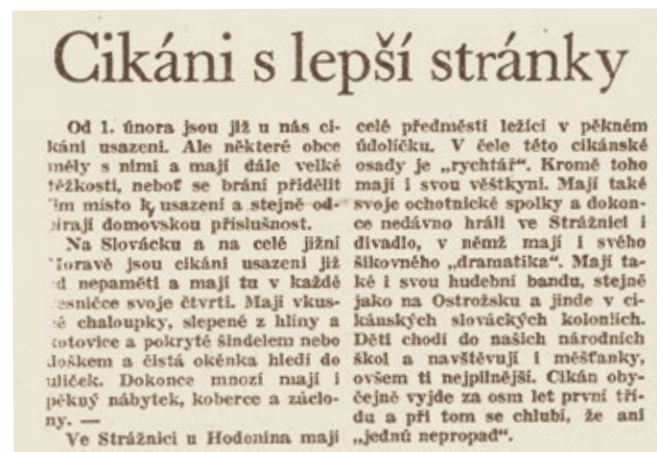 Cikáni s lepší stránky
Od 1. února jsou již u nás ci-
káni usazeni. Ale některé obce
měly s nimi a mají dále velké
těžkosti, neboť se brání přidělit
im místo k usazení a stejně od-
írají domovskou příslušnost.
Na Slovácku a na celé jižní
Moravě jsou cikáni usazeni již
d nepaměti a mají tu v každé
esničce svoje čtvrti. Mají vkus-
é chaloupky, slepené z hlíny a
kotovice a pokryté šindelem nebo
doškem a čistá okénka hledí do
uliček. Dokonce mnozí mají i
pěkný nábytek, koberce a záclo-
ny. —
Ve Strážnici u Hodonína mají
celé předměstí ležící v pěkném
údolíčku. V čele této cikánské
osady je „rychtář“. Kromě toho
mají i svou věštkyni. Mají také
svoje ochotnické spolky a dokon-
ce nedávno hráli ve Strážnici i
divadlo, v němž mají i svého
šikovného „dramatika“. Mají ta-
ké i svou hudební bandu, stejně
jako na Ostrožsku a jinde v ci-
kánských slováckých koloniích.
Děti chodí do našich národních
škol a navštěvují i měšťanky,
ovšem ti nejpilnější. Cikán oby-
čejně vyjde za osm let první tří-
du a při tom se chlubí, že ani
„jednú nepropad“.